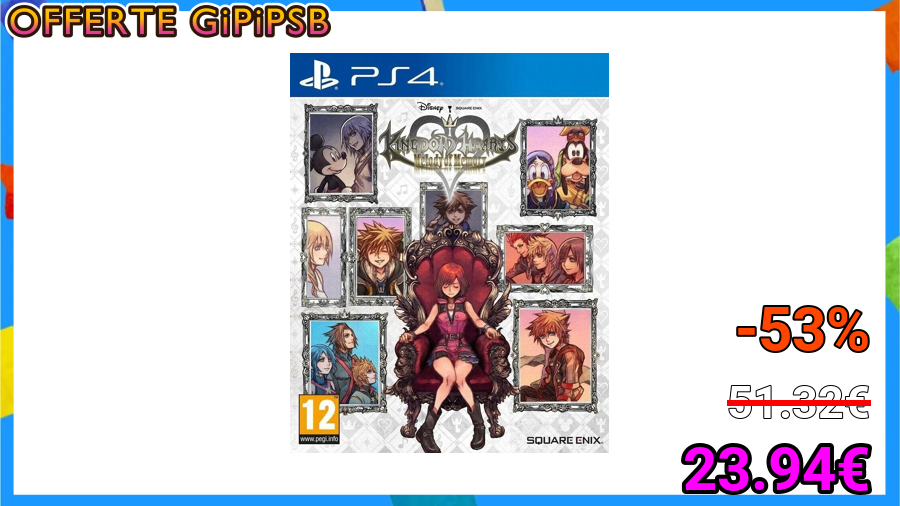 OFFERTE GiPiPSB
PS4
Disney
SQUARE ENIX
KINGDOM HEARTS
Melody of Memory
12
www.pegi.info
SQUARE ENIX.
-53%
51.32€
23.94€